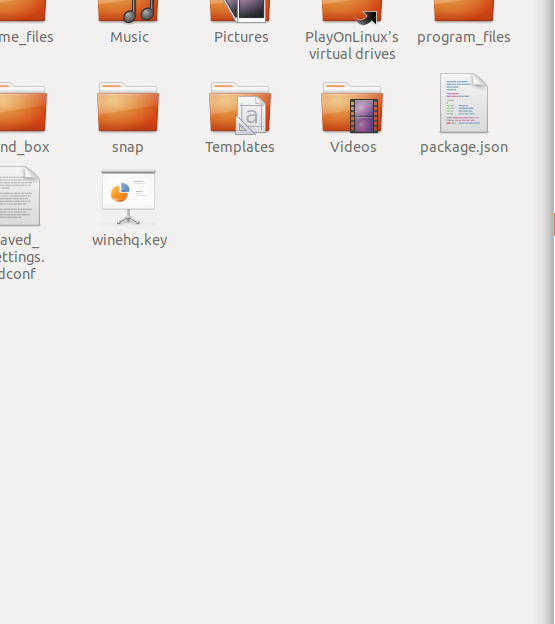 me_files
Music
Pictures
PlayOnLinux's
virtual drives
program_files
nd_box
snap
Templates
Videos
package.json
aved_
ettings.
dconf
winehq.key